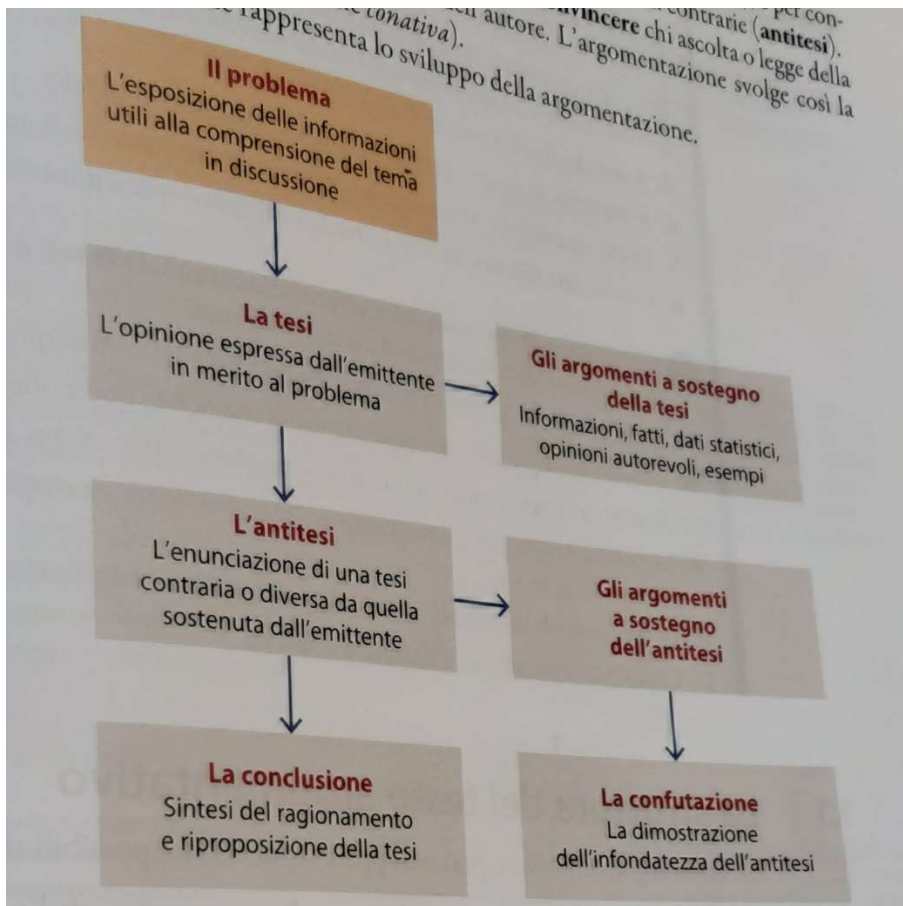 per con-
contrarie (antitesi).
convincere chi ascolta o legge della
autore. L'argomentazione svolge così la
conativa).
rappresenta lo sviluppo della argomentazione.
Il problema
L'esposizione delle informazioni
utili alla comprensione del tema
in discussione
La tesi
L'opinione espressa dall'emittente
in merito al problema
Gli argomenti a sostegno
della tesi
Informazioni, fatti, dati statistici,
opinioni autorevoli, esempi
L'antitesi
L'enunciazione di una tesi
contraria o diversa da quella
sostenuta dall'emittente
Gli argomenti
a sostegno
dell'antitesi
La conclusione
Sintesi del ragionamento
e riproposizione della tesi
La confutazione
La dimostrazione
dell'infondatezza dell'antitesi